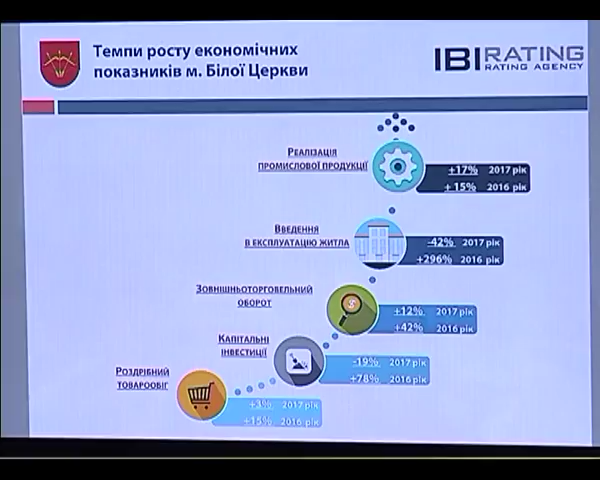 Темпи росту економічних
показників м. Білої Церкви
IBI RATING
RATING AGENCY
РЕАЛІЗАЦІЯ
ПРОМИСЛОВОЇ ПРОДУКЦІЇ
+17% 2017 рік
+ 15% 2016 рік
ВВЕДЕННЯ
В ЕКСПЛУАТАЦІЮ ЖИТЛА
-42% 2017 рік
+296% 2016 рік
ЗОВНІШНЬОТОРГОВЕЛЬНИЙ
ОБОРОТ
+12% 2017 рік
+42% 2016 рік
КАПІТАЛЬНІ
ІНВЕСТИЦІЇ
-19% 2017 рік
+78% 2016 рік
РОЗДРІБНИЙ
ТОВАРООБІГ
+3% 2017 рік
+15% 2016 рік